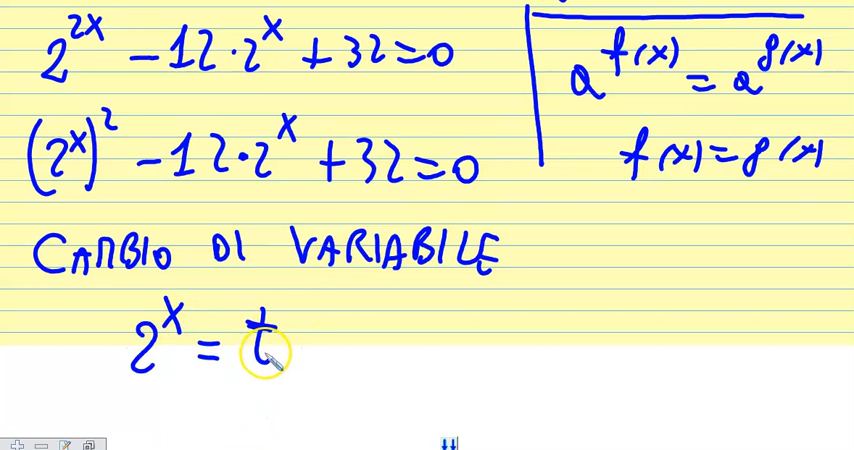 2^{2x} - 12 · 2^x + 32 = 0
(2^x)^2 - 12 · 2^x + 32 = 0
CAMBIO DI VARIABILE
2^x = t
a^{f(x)} = a^{g(x)}
f(x) = g(x)